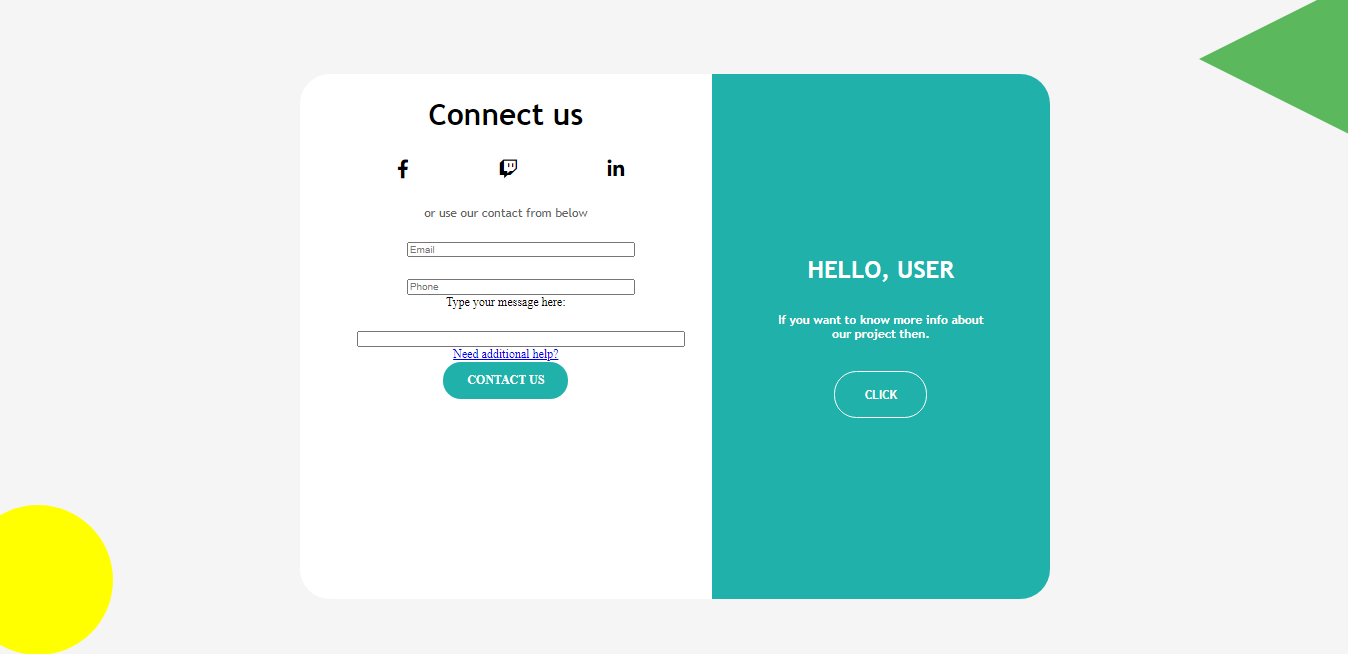 Connect us
or use our contact from below
Email
Phone
Type your message here:
Need additional help?
CONTACT US
HELLO, USER
If you want to know more info about
our project then.
CLICK